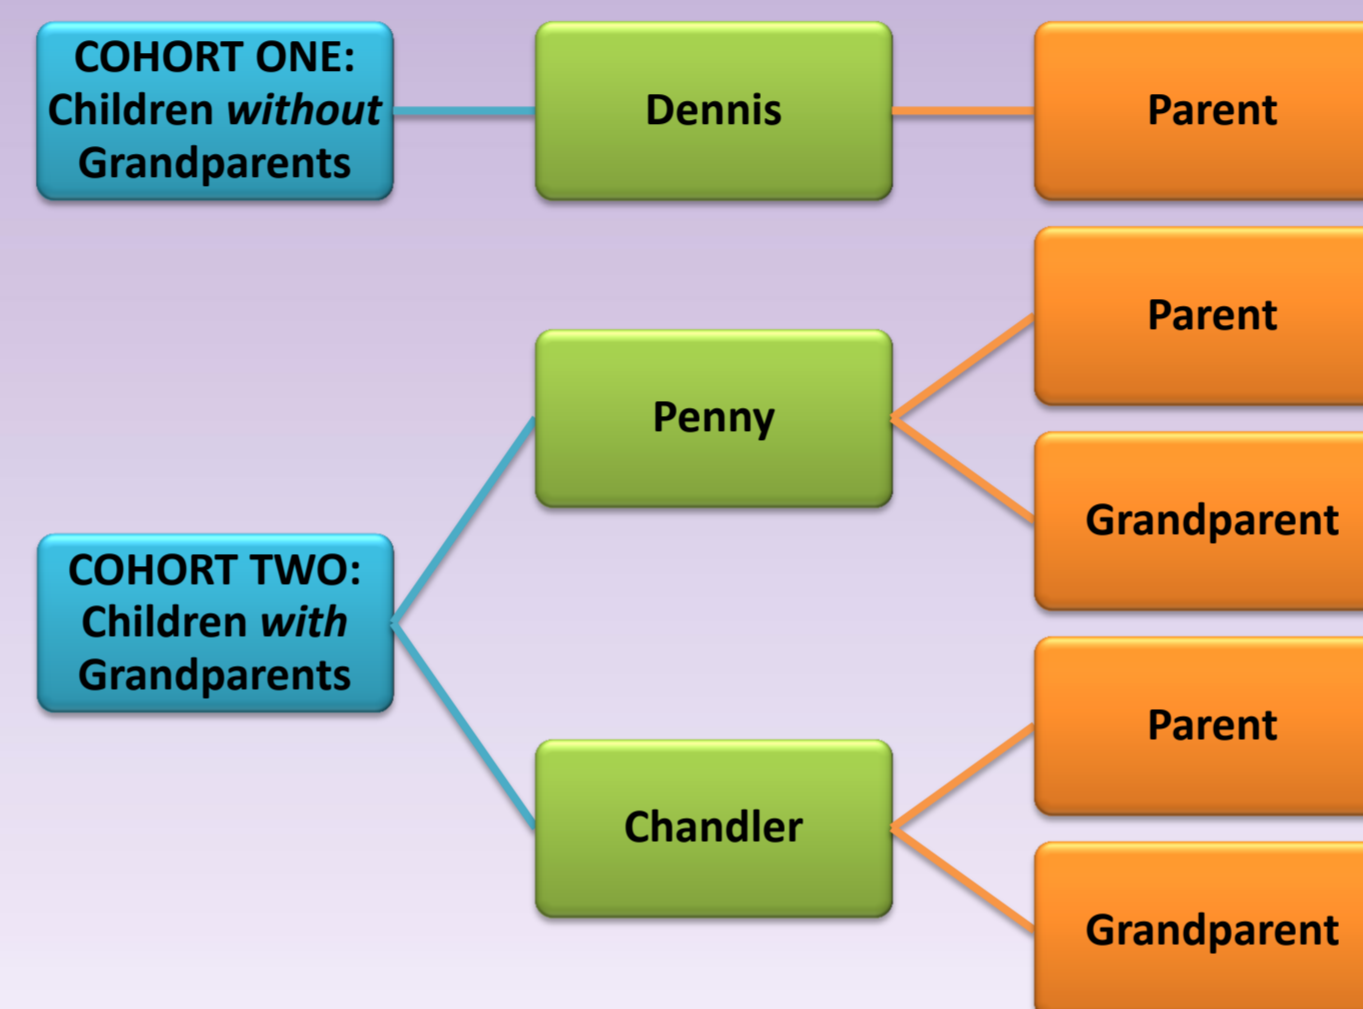 COHORT ONE:
Children without
Grandparents
Dennis
Parent
Parent
Penny
Grandparent
COHORT TWO:
Children with
Grandparents
Parent
Chandler
Grandparent